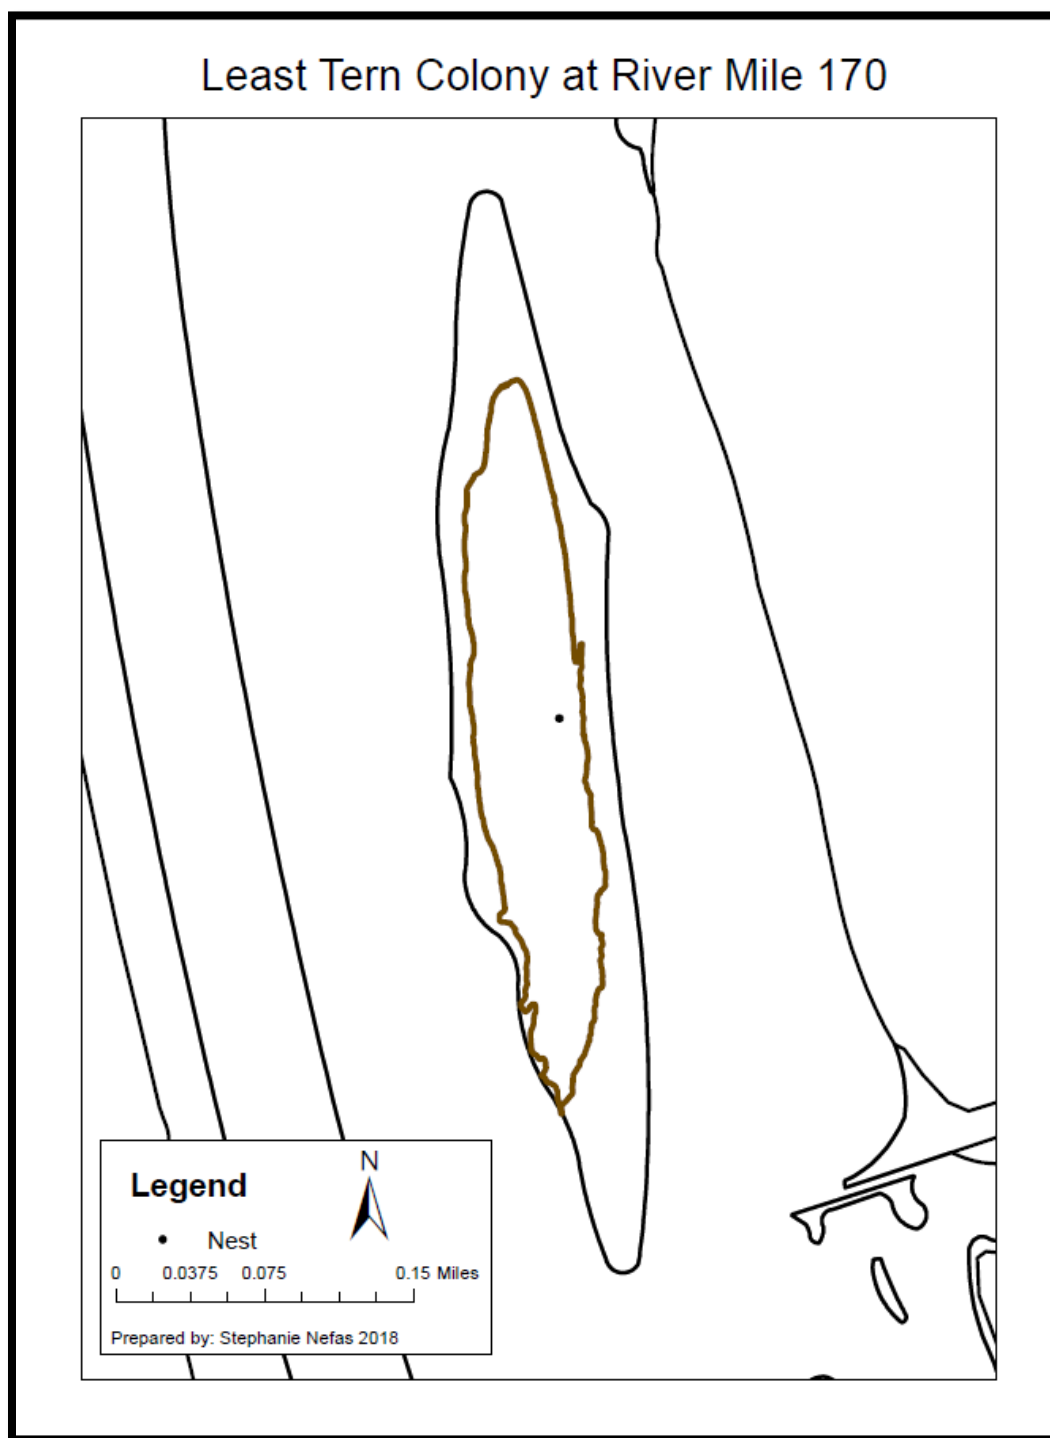 Least Tern Colony at River Mile 170
Legend
N
Nest
0 0.0375 0.075 0.15 Miles
Prepared by: Stephanie Nefas 2018